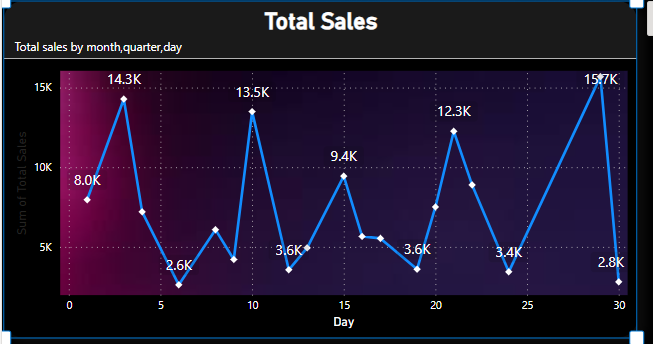 Total Sales
Total sales by month,quarter,day
Sum of Total Sales
15K
10K
5K
8.0K
14.3K
2.6K
13.5K
3.6K
9.4K
3.6K
12.3K
3.4K
15.7K
2.8K
0
5
10
15
20
25
30
Day